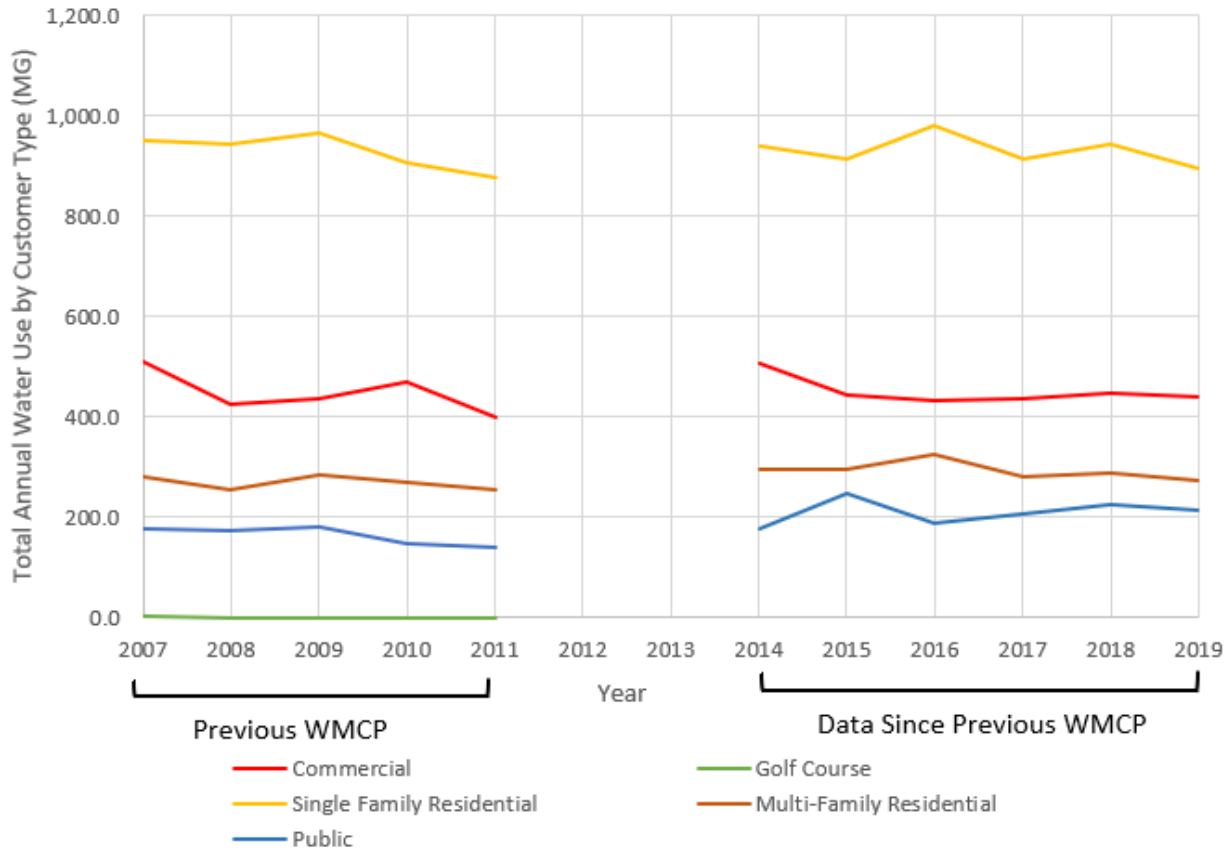 Total Annual Water Use by Customer Type (MG)
1,200.0
1,000.0
800.0
600.0
400.0
200.0
0.0
2007 2008 2009 2010 2011 2012 2013 2014 2015 2016 2017 2018 2019
Year
Previous WMCP Data Since Previous WMCP
Commercial Golf Course
Single Family Residential Multi-Family Residential
Public